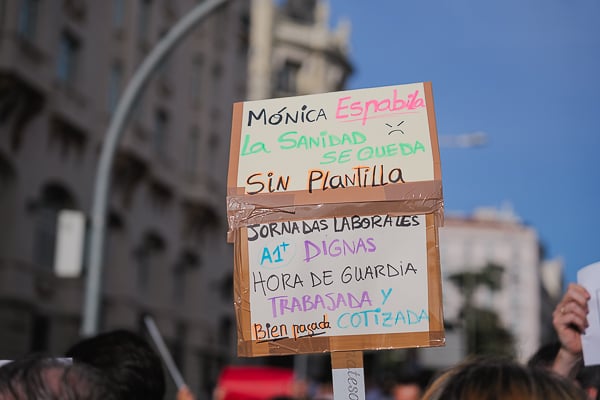 MÓNICA Espabila
La SANIDAD
SE QUEDA
SiN PLANTILLA
JORNADAS LABORALES
A1+ DIGNAS
HORA DE GUARDIA
TRABAJADA Y
Bien pagada COTIZADA